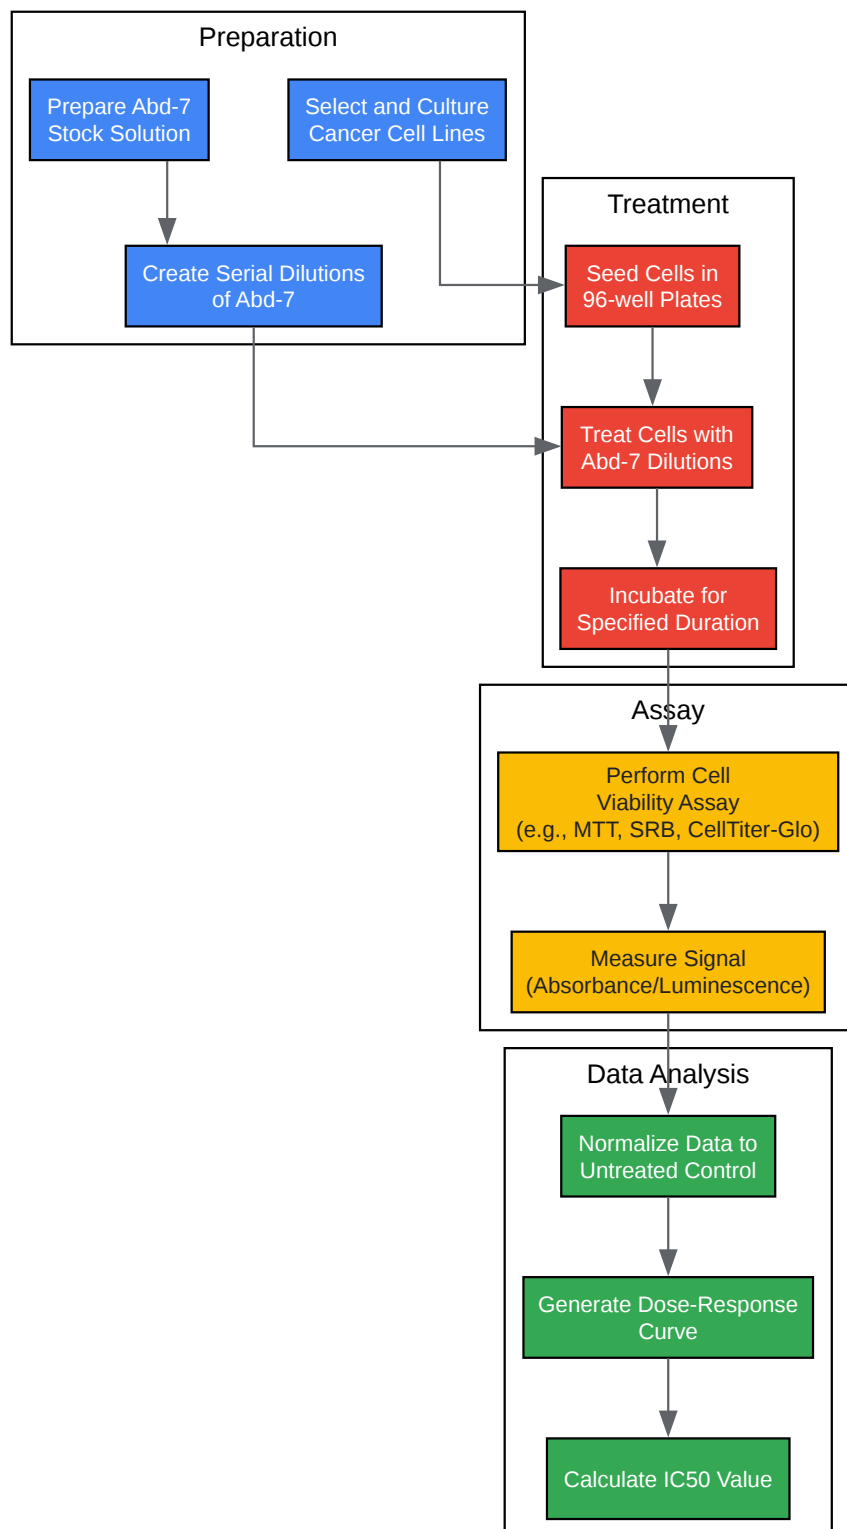 Preparation
Prepare Abd-7
Stock Solution
Select and Culture
Cancer Cell Lines
Create Serial Dilutions
of Abd-7
Treatment
Seed Cells in
96-well Plates
Treat Cells with
Abd-7 Dilutions
Incubate for
Specified Duration
Assay
Perform Cell
Viability Assay
(e.g., MTT, SRB, CellTiter-Glo)
Measure Signal
(Absorbance/Luminescence)
Data Analysis
Normalize Data to
Untreated Control
Generate Dose-Response
Curve
Calculate IC50 Value